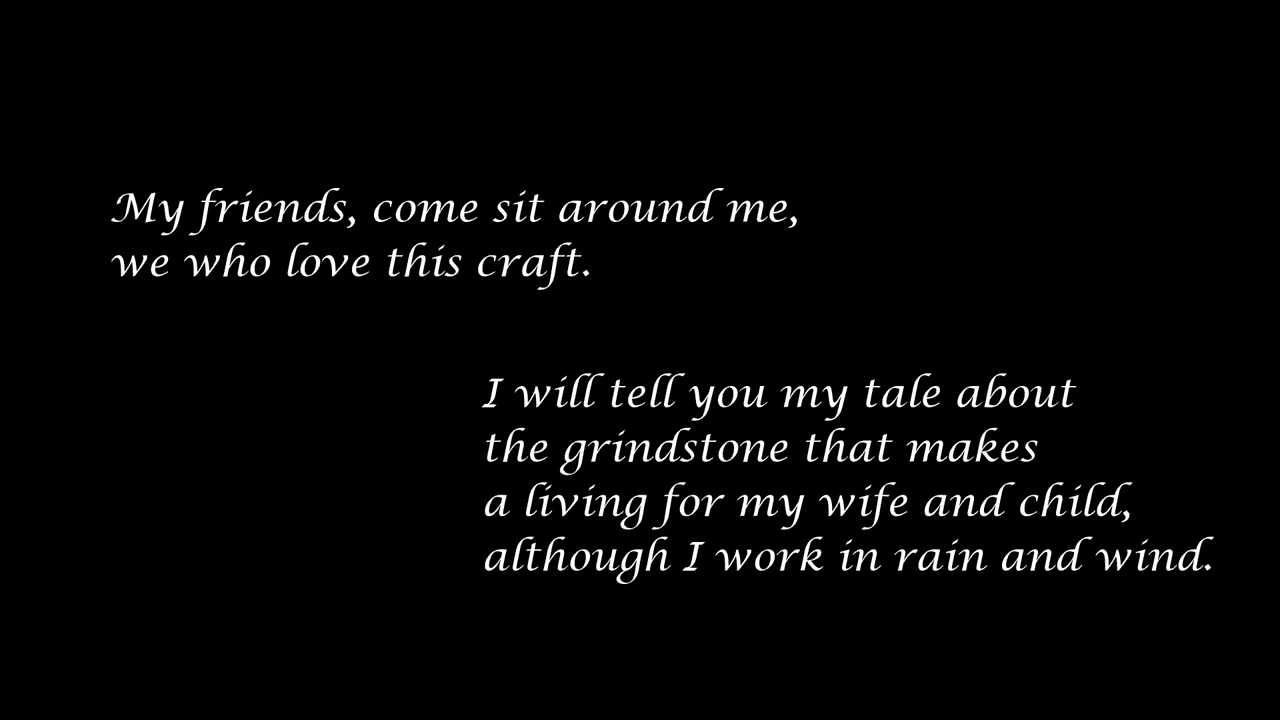 My friends, come sit around me,
we who love this craft.
I will tell you my tale about
the grindstone that makes
a living for my wife and child,
although I work in rain and wind.